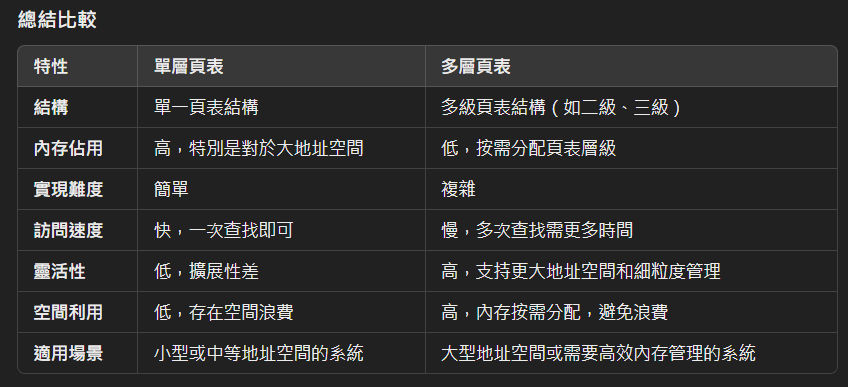 總結比較
特性 單層頁表 多層頁表
結構 單一頁表結構 多級頁表結構（如二級、三級）
內存佔用 高，特別是對於大地址空間 低，按需分配頁表層級
實現難度 簡單 複雜
訪問速度 快，一次查找即可 慢，多次查找需更多時間
靈活性 低，擴展性差 高，支持更大地址空間和細粒度管理
空間利用 低，存在空間浪費 高，內存按需分配，避免浪費
適用場景 小型或中等地址空間的系統 大型地址空間或需要高效內存管理的系統